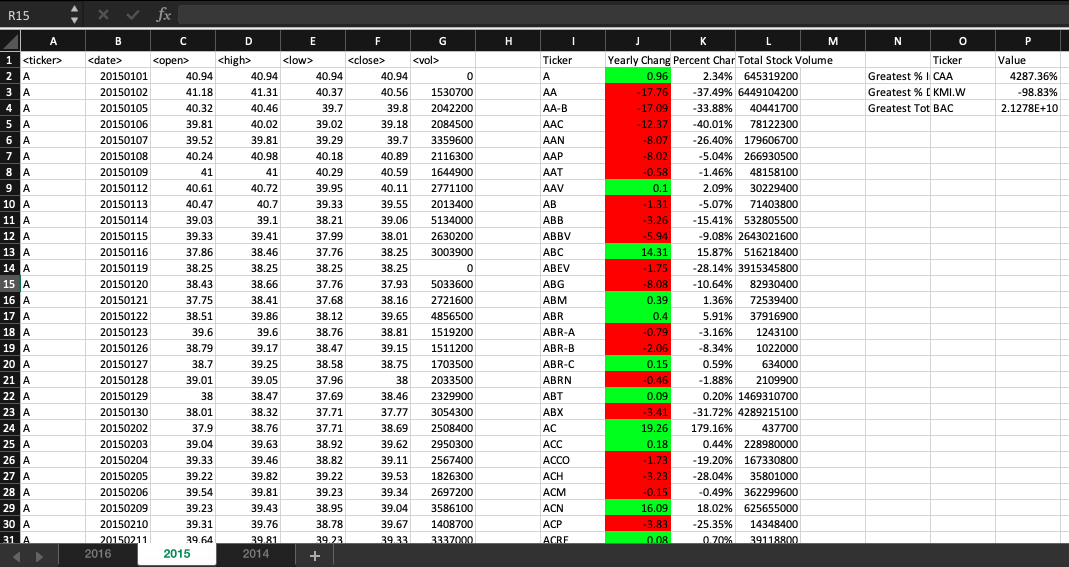 R15 fx
A B C D E F G H I J K L M N O P
1 <ticker> <date> <open> <high> <low> <close> <vol> Ticker Yearly Chang Percent Char Total Stock Volume Ticker Value
2 A 20150101 40.94 40.94 40.94 40.94 0 A 0.96 2.34% 645319200 Greatest % I CAA 4287.36%
3 A 20150102 41.18 41.31 40.37 40.56 1530700 AA -17.76 -37.49% 6449104200 Greatest % D KMI.W -98.83%
4 A 20150105 40.32 40.46 39.7 39.8 2042200 AA-B -17.09 -33.88% 40441700 Greatest Tot BAC 2.1278E+10
5 A 20150106 39.81 40.02 39.02 39.18 2084500 AAC -12.37 -40.01% 78122300
6 A 20150107 39.52 39.81 39.29 39.7 3359600 AAN -8.07 -26.40% 179606700
7 A 20150108 40.24 40.98 40.18 40.89 2116300 AAP -8.02 -5.04% 266930500
8 A 20150109 41 41 40.29 40.59 1644900 AAT -0.58 -1.46% 48158100
9 A 20150112 40.61 40.72 39.95 40.11 2771100 AAV 0.1 2.09% 30229400
10 A 20150113 40.47 40.7 39.33 39.55 2013400 AB -1.31 -5.07% 71403800
11 A 20150114 39.03 39.1 38.21 39.06 5134000 ABB -3.26 -15.41% 532805500
12 A 20150115 39.33 39.41 37.99 38.01 2630200 ABBV -5.94 -9.08% 2643021600
13 A 20150116 37.86 38.46 37.76 38.25 3003900 ABC 14.31 15.87% 516218400
14 A 20150119 38.25 38.25 38.25 38.25 0 ABEV -1.75 -28.14% 3915345800
15 A 20150120 38.43 38.66 37.76 37.93 5033600 ABG -8.08 -10.64% 82930400
16 A 20150121 37.75 38.41 37.68 38.16 2721600 ABM 0.39 1.36% 72539400
17 A 20150122 38.51 39.86 38.12 39.65 4856500 ABR 0.4 5.91% 37916900
18 A 20150123 39.6 39.6 38.76 38.81 1519200 ABR-A -0.79 -3.16% 1243100
19 A 20150126 38.79 39.17 38.47 39.15 1511200 ABR-B -2.06 -8.34% 1022000
20 A 20150127 38.7 39.25 38.58 38.75 1703500 ABR-C 0.15 0.59% 634000
21 A 20150128 39.01 39.05 37.96 38 2033500 ABRN -0.46 -1.88% 2109900
22 A 20150129 38 38.47 37.69 38.46 2329900 ABT 0.09 0.20% 1469310700
23 A 20150130 38.01 38.32 37.71 37.77 3054300 ABX -3.41 -31.72% 4289215100
24 A 20150202 37.9 38.76 37.71 38.69 2508400 AC 19.26 179.16% 437700
25 A 20150203 39.04 39.63 38.92 39.62 2950300 ACC 0.18 0.44% 228980000
26 A 20150204 39.33 39.46 38.82 39.11 2567400 ACCO -1.73 -19.20% 167330800
27 A 20150205 39.22 39.82 39.22 39.53 1826300 ACH -3.23 -28.04% 35801000
28 A 20150206 39.54 39.81 39.23 39.34 2697200 ACM -0.15 -0.49% 362299600
29 A 20150209 39.23 39.43 38.95 39.04 3586100 ACN 16.09 18.02% 625655000
30 A 20150210 39.31 39.76 38.78 39.67 1408700 ACP -3.83 -25.35% 14348400
31 A 20150211 39.64 39.81 39.23 39.33 3337000 ACRE 0.08 0.70% 39118800
2016 2015 2014 +